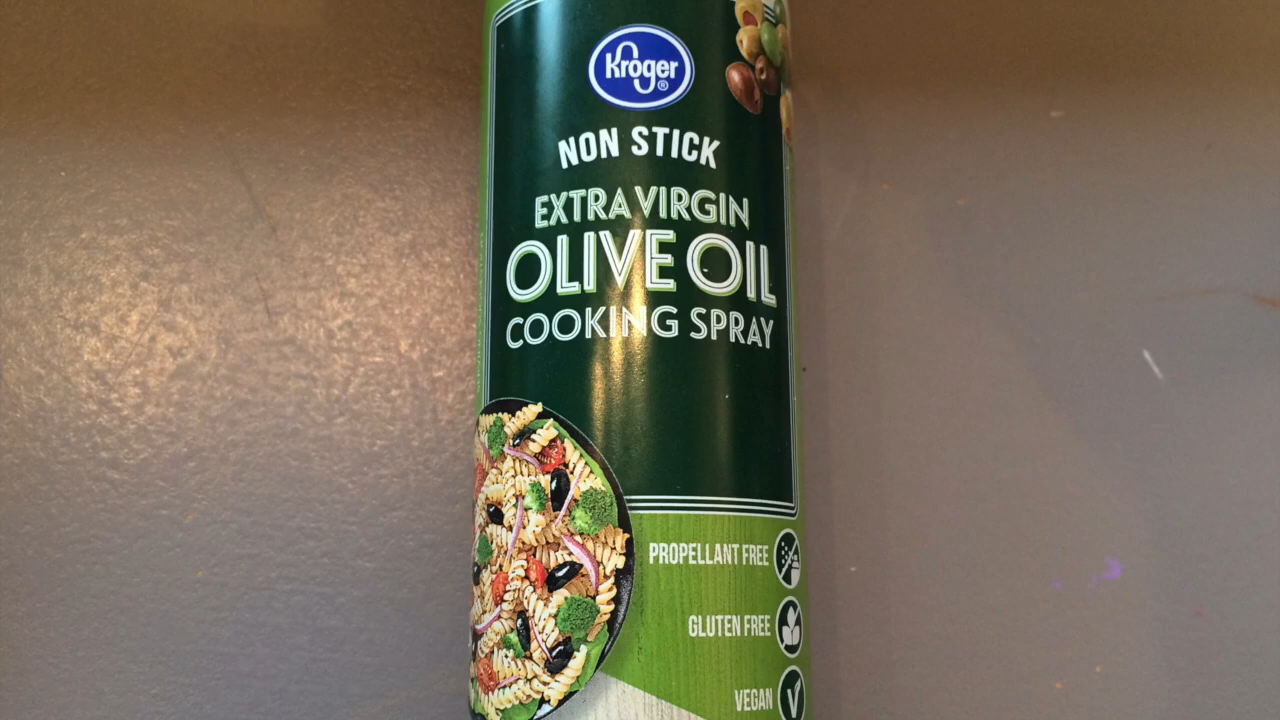 Kroger®
NON STICK
EXTRA VIRGIN
OLIVE OIL
COOKING SPRAY
PROPELLANT FREE
GLUTEN FREE
VEGAN